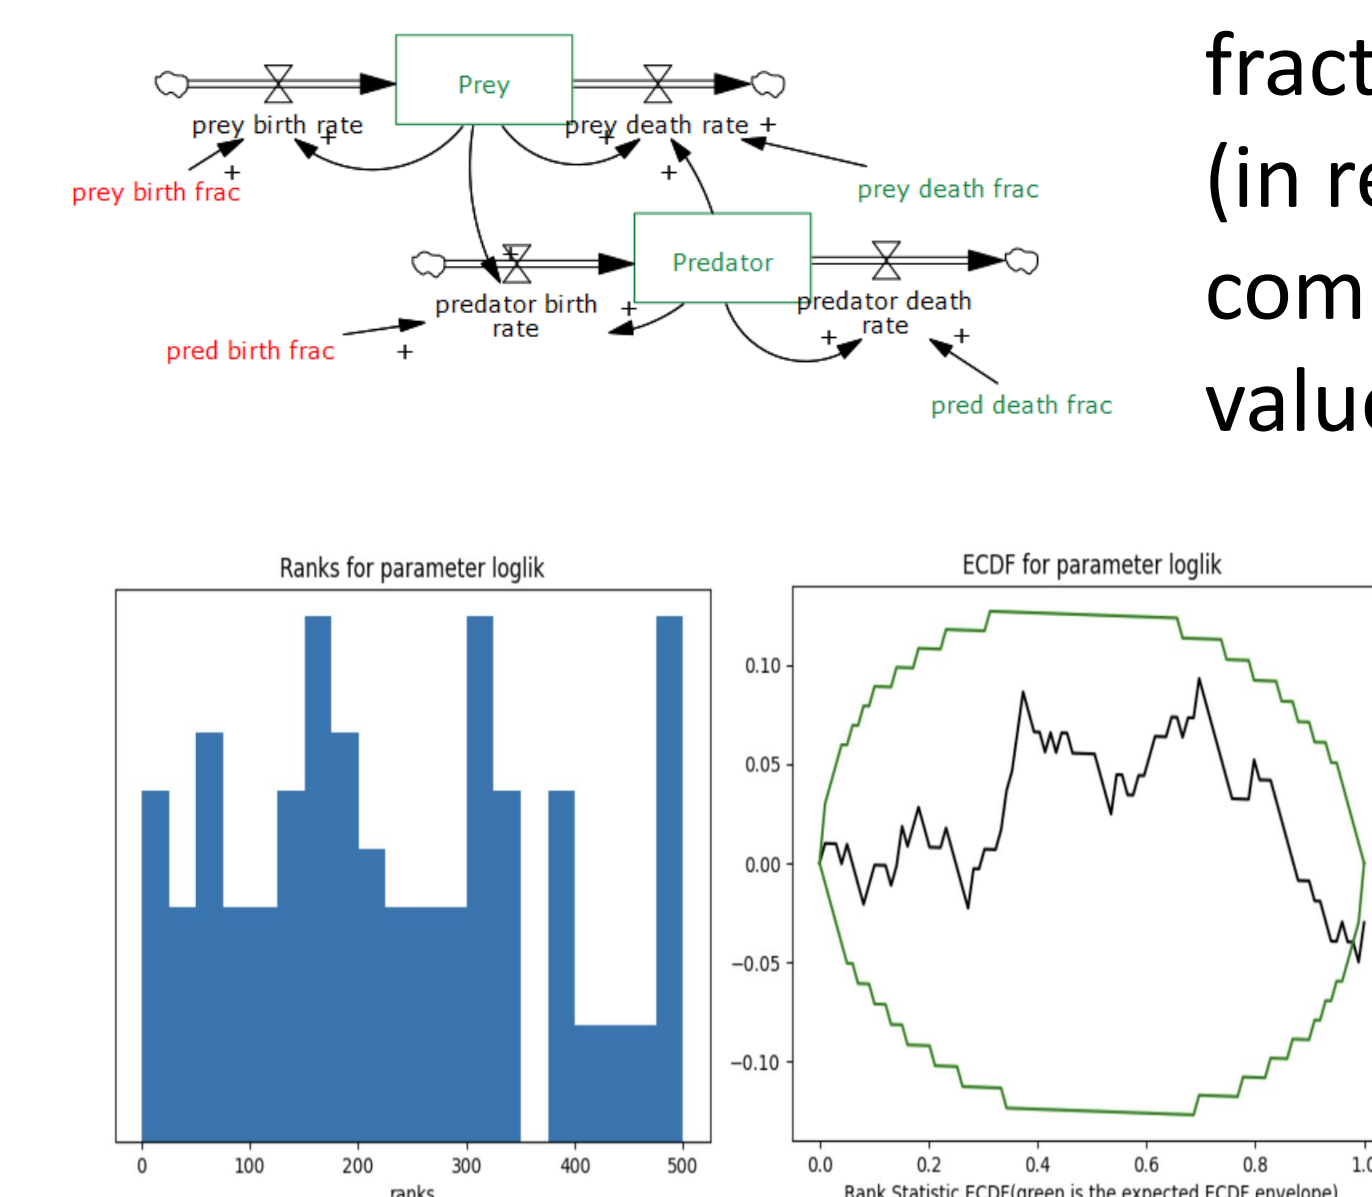 Prey
prey birth rate
prey death rate
+
+
+
+
+
prey birth frac
prey death frac
Predator
+
predator birth
rate
+
predator death
rate
+
+
pred birth frac
+
pred death frac
fract
(in re
com
value
Ranks for parameter loglik
0 100 200 300 400 500
ranks
ECDF for parameter loglik
0.10
0.05
0.00
−0.05
−0.10
0.0 0.2 0.4 0.6 0.8 1.0
Rank Statistic ECDF(green is the expected ECDF envelope)